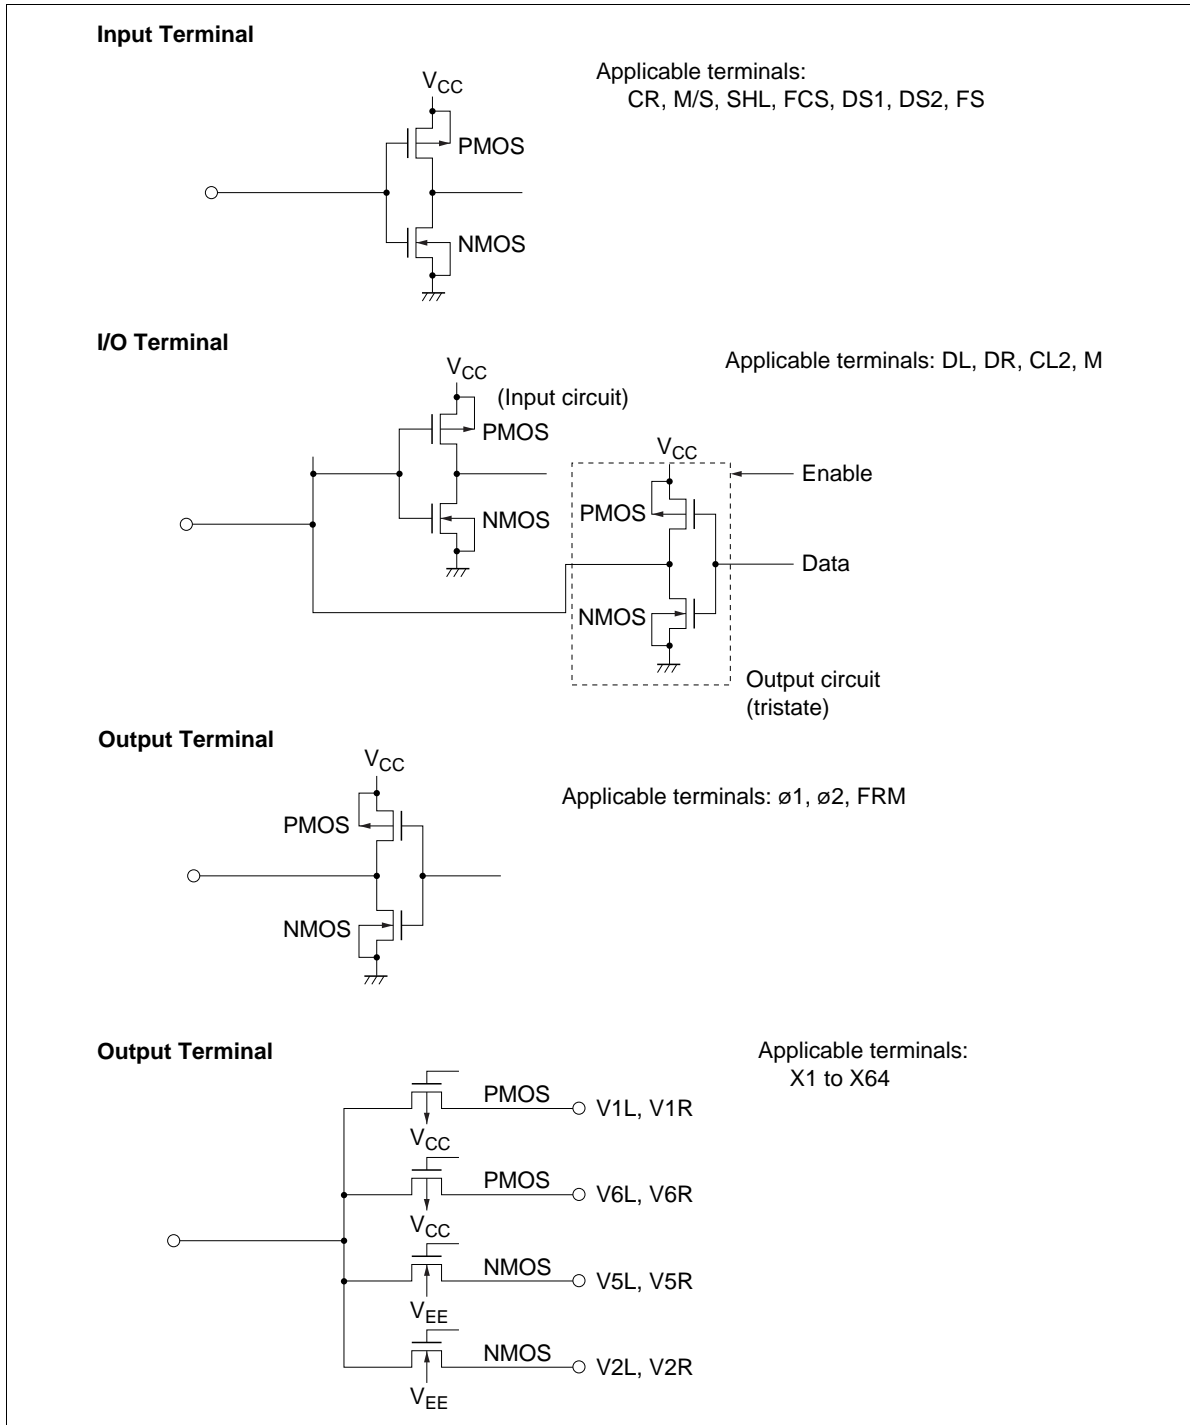 Input Terminal
Applicable terminals:
CR, M/S, SHL, FCS, DS1, DS2, FS
VCC
PMOS
NMOS
I/O Terminal
Applicable terminals: DL, DR, CL2, M
VCC
(Input circuit)
PMOS
NMOS
VCC
Enable
PMOS
Data
NMOS
Output circuit
(tristate)
Output Terminal
Applicable terminals: ø1, ø2, FRM
VCC
PMOS
NMOS
Output Terminal
Applicable terminals:
X1 to X64
PMOS
V1L, V1R
VCC
PMOS
V6L, V6R
VCC
NMOS
V5L, V5R
VEE
NMOS
V2L, V2R
VEE